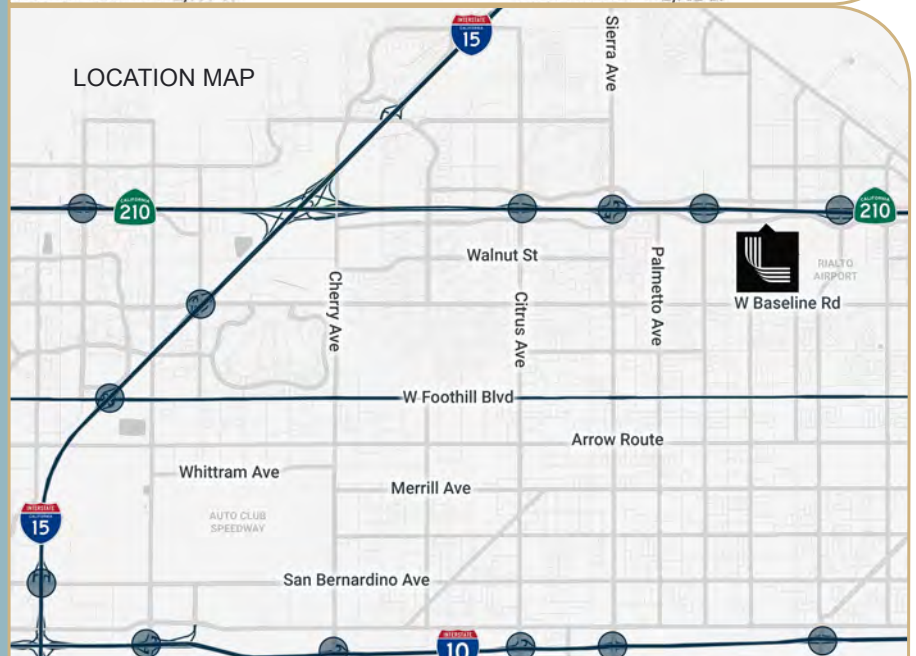 INTERSTATE
CALIFORNIA
15
Sierra Ave
LOCATION MAP
CALIFORNIA
210
CALIFORNIA
210
Walnut St
Palmetto Ave
RIALTO
AIRPORT
Cherry Ave
Citrus Ave
W Baseline Rd
W Foothill Blvd
Arrow Route
Whittram Ave
Merrill Ave
INTERSTATE
CALIFORNIA
15
AUTO CLUB
SPEEDWAY
San Bernardino Ave
INTERSTATE
10